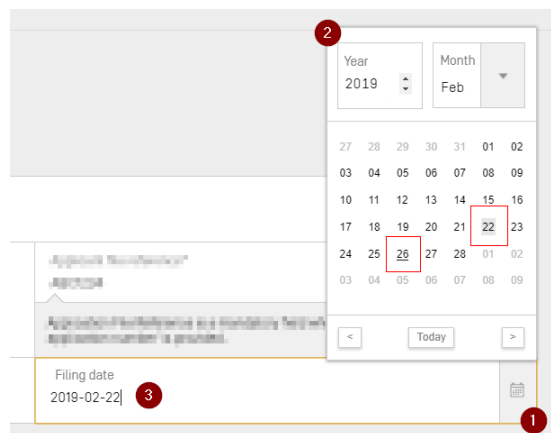 2
Year
2019
Month
Feb
27 28 29 30 31 01 02
03 04 05 06 07 08 09
10 11 12 13 14 15 16
17 18 19 20 21 22 23
24 25 26 27 28 01 02
03 04 05 06 07 08 09
< Today >
Filing date
2019-02-22
3
1